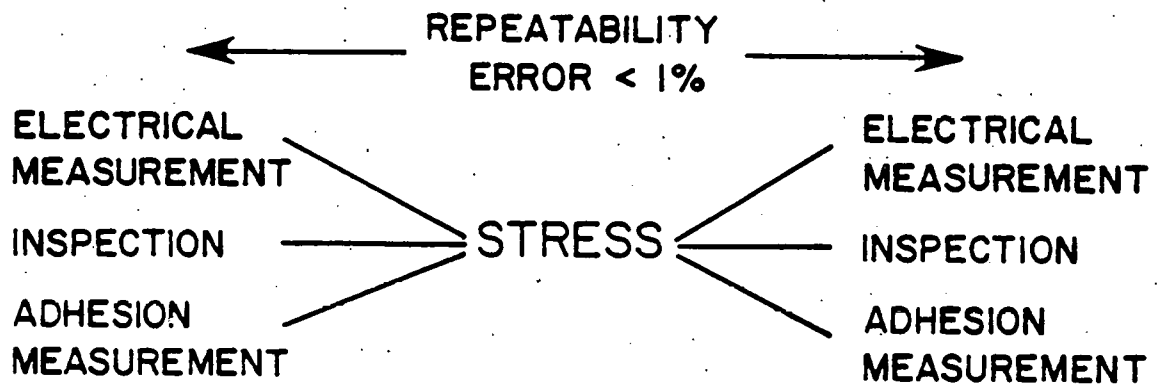 REPEATABILITY
ERROR < 1%
ELECTRICAL
MEASUREMENT
INSPECTION
ADHESION
MEASUREMENT
STRESS
ELECTRICAL
MEASUREMENT
INSPECTION
ADHESION
MEASUREMENT